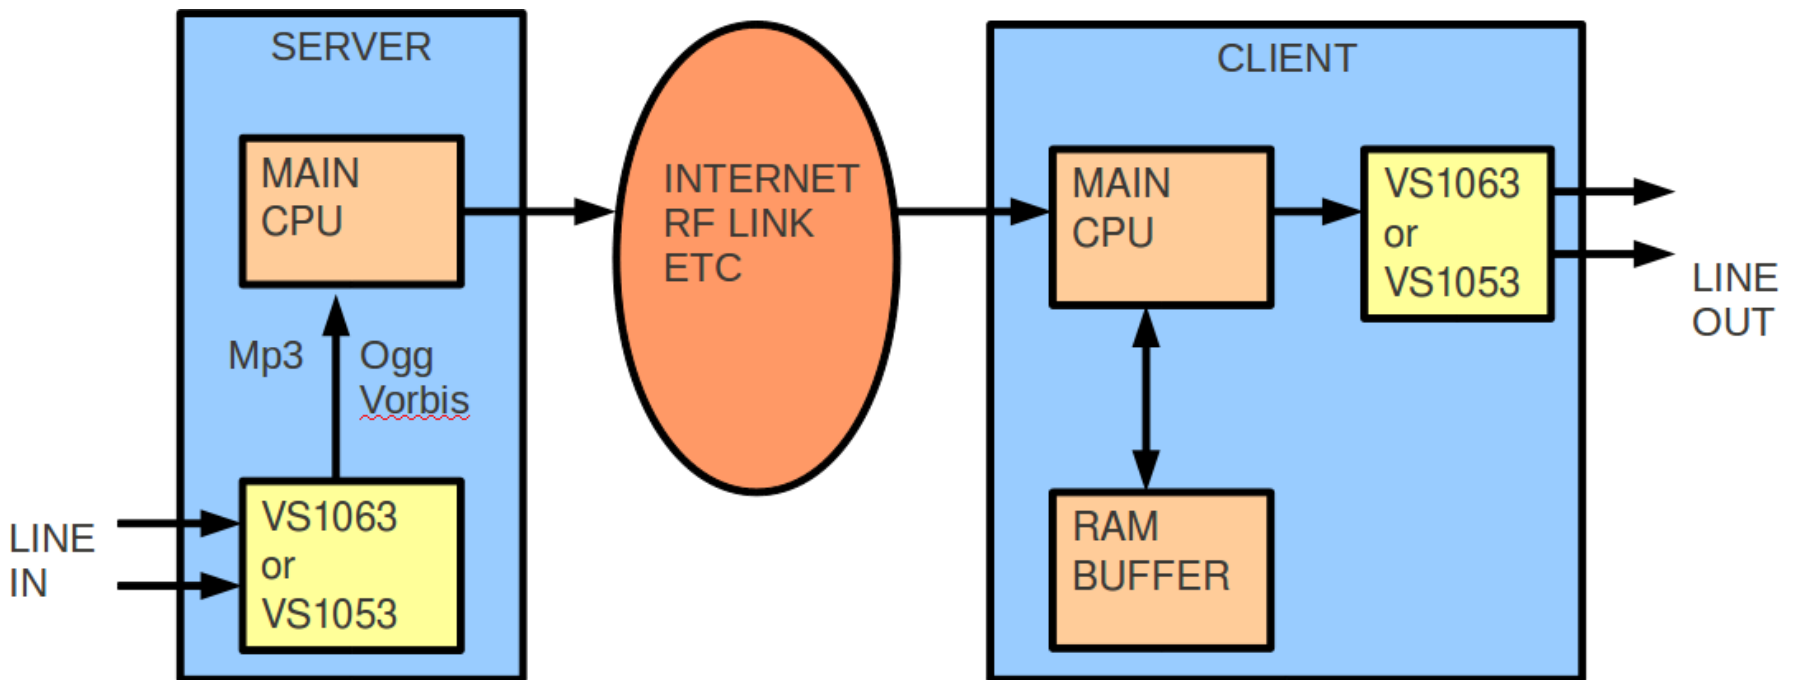 SERVER
MAIN
CPU
Mp3
Ogg
Vorbis
LINE
IN
VS1063
or
VS1053
INTERNET
RF LINK
ETC
CLIENT
MAIN
CPU
VS1063
or
VS1053
LINE
OUT
RAM
BUFFER